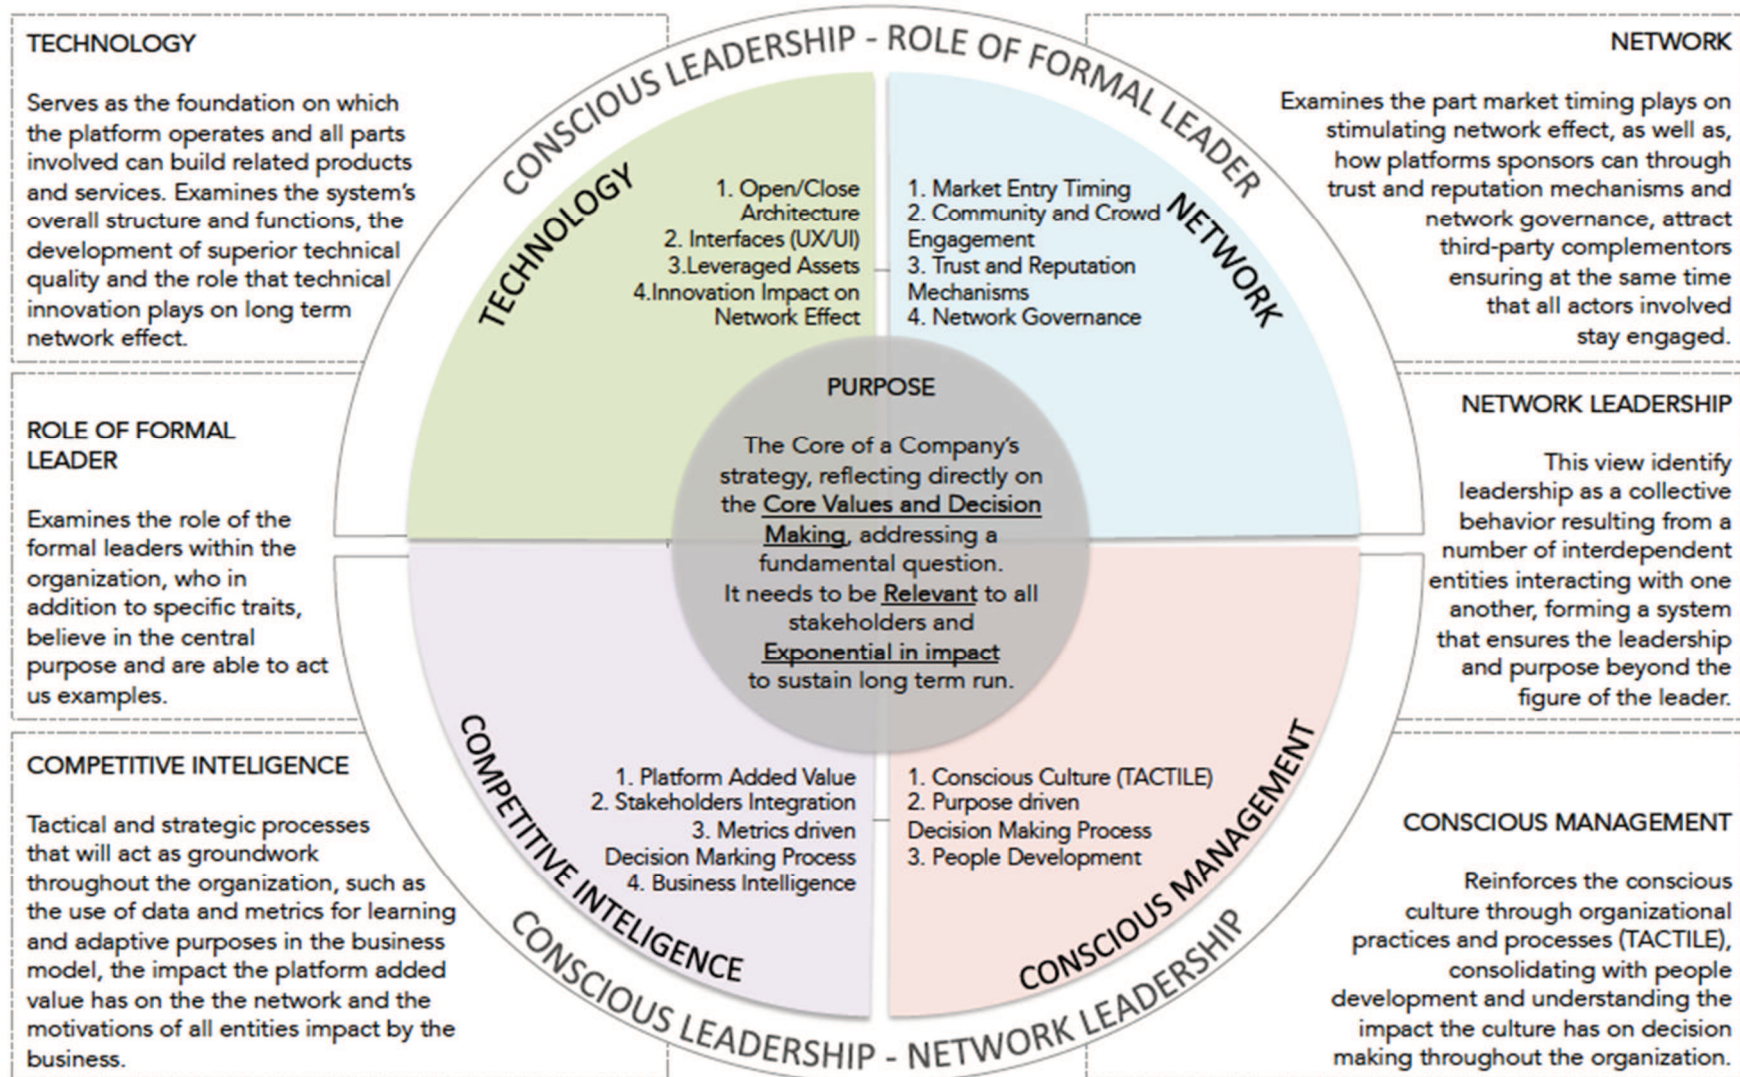 TECHNOLOGY
Serves as the foundation on which
the platform operates and all parts
involved can build related products
and services. Examines the system's
overall structure and functions, the
development of superior technical
quality and the role that technical
innovation plays on long term
network effect.
ROLE OF FORMAL
LEADER
Examines the role of the
formal leaders within the
organization, who in
addition to specific traits,
believe in the central
purpose and are able to act
us examples.
COMPETITIVE INTELIGENCE
Tactical and strategic processes
that will act as groundwork
throughout the organization, such as
the use of data and metrics for learning
and adaptive purposes in the business
model, the impact the platform added
value has on the the network and the
motivations of all entities impact by the
business.
CONSCIOUS LEADERSHIP - ROLE OF FORMAL LEADER
TECHNOLOGY
1. Open/Close
Architecture
2. Interfaces (UX/UI)
3.Leveraged Assets
4.Innovation Impact on
Network Effect
NETWORK
1. Market Entry Timing
2. Community and Crowd
Engagement
3. Trust and Reputation
Mechanisms
4. Network Governance
PURPOSE
The Core of a Company's
strategy, reflecting directly on
the Core Values and Decision
Making, addressing a
fundamental question.
It needs to be Relevant to all
stakeholders and
Exponential in impact
to sustain long term run.
COMPETITIVE INTELIGENCE
1. Platform Added Value
2. Stakeholders Integration
3. Metrics driven
Decision Marking Process
4. Business Intelligence
CONSCIOUS MANAGEMENT
1. Conscious Culture (TACTILE)
2. Purpose driven
Decision Making Process
3. People Development
CONSCIOUS LEADERSHIP - NETWORK LEADERSHIP
NETWORK
Examines the part market timing plays on
stimulating network effect, as well as,
how platforms sponsors can through
trust and reputation mechanisms and
network governance, attract
third-party complementors
ensuring at the same time
that all actors involved
stay engaged.
NETWORK LEADERSHIP
This view identify
leadership as a collective
behavior resulting from a
number of interdependent
entities interacting with one
another, forming a system
that ensures the leadership
and purpose beyond the
figure of the leader.
CONSCIOUS MANAGEMENT
Reinforces the conscious
culture through organizational
practices and processes (TACTILE),
consolidating with people
development and understanding the
impact the culture has on decision
making throughout the organization.